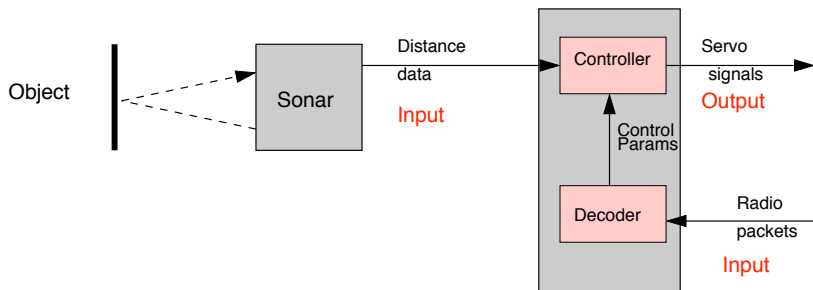 Object
Sonar
Distance
data
Input
Controller
Control
Params
Decoder
Servo
signals
Output
Radio
packets
Input